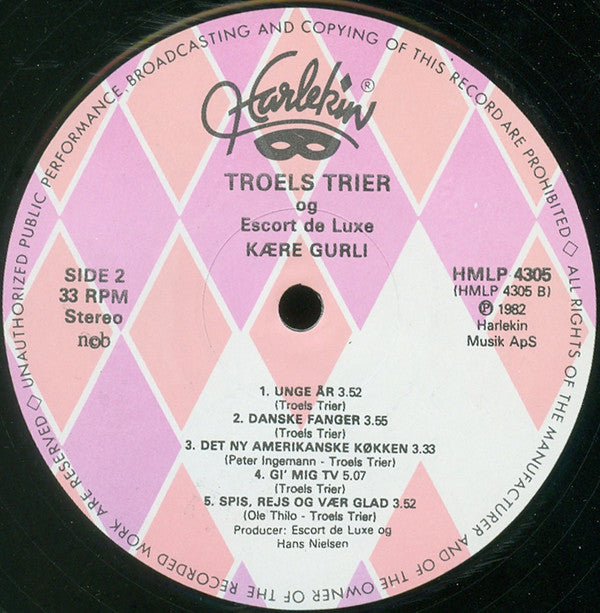 UNAUTHORIZED PUBLIC PERFORMANCE, BROADCASTING AND COPYING OF THIS RECORD ARE PROHIBITED ◇ ALL RIGHTS OF THE MANUFACTURER AND OF THE OWNER OF THE RECORDED WORK ARE RESERVED ◇
Harlekin ®
TROELS TRIER
og
Escort de Luxe
KÆRE GURLI
SIDE 2
33 RPM
Stereo
ncb
HMLP 4305
(HMLP 4305 B)
Ⓟ 1982
Harlekin
Musik ApS
1. UNGE ÅR 3.52
(Troels Trier)
2. DANSKE FANGER 3.55
(Troels Trier)
3. DET NY AMERIKANSKE KØKKEN 3.33
(Peter Ingemann - Troels Trier)
4. GI' MIG TV 5.07
(Troels Trier)
5. SPIS, REJS OG VÆR GLAD 3.52
(Ole Thilo - Troels Trier)
Producer: Escort de Luxe og
Hans Nielsen